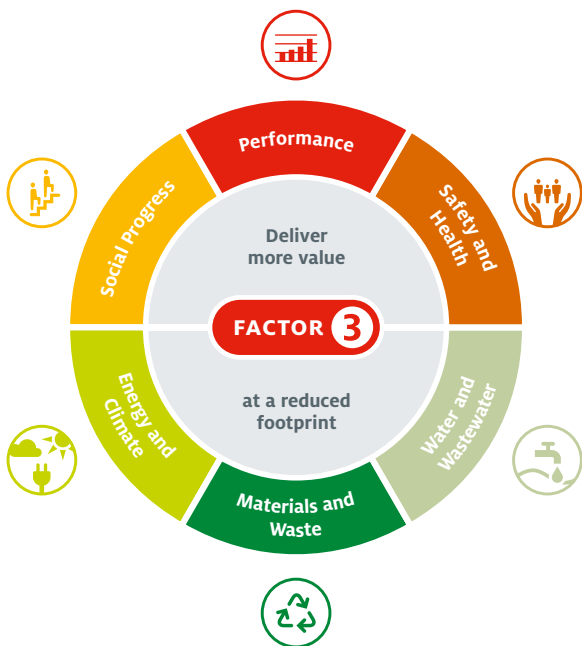 Performance
Social Progress
Safety and
Health
Deliver
more value
FACTOR 3
at a reduced
footprint
Energy and
Climate
Water and
Wastewater
Materials and
Waste